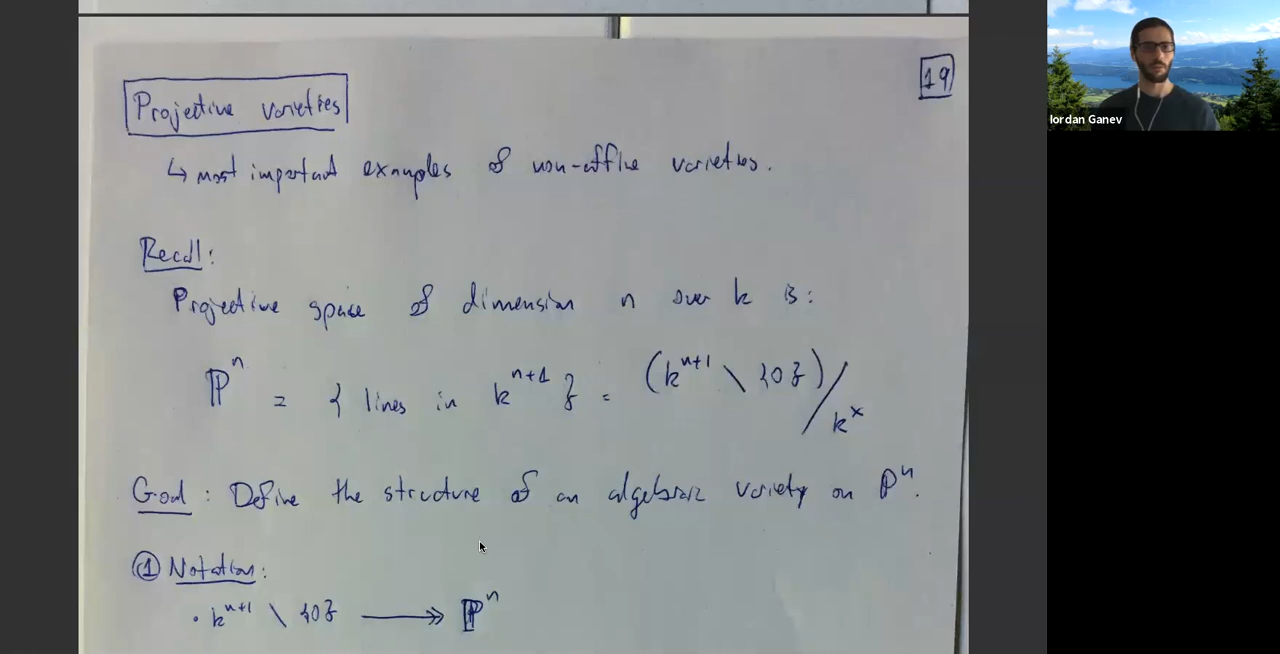 19
Projective varieties
↳ most important examples of non-affine varieties.
Recall:
Projective space of dimension n over k is:
ℙⁿ = { lines in kⁿ⁺¹ } = (kⁿ⁺¹ \ {0}) / kˣ
Goal: Define the structure of an algebraic variety on ℙⁿ.
① Notation:
• kⁿ⁺¹ \ {0} ↠ ℙⁿ
Iordan Ganev